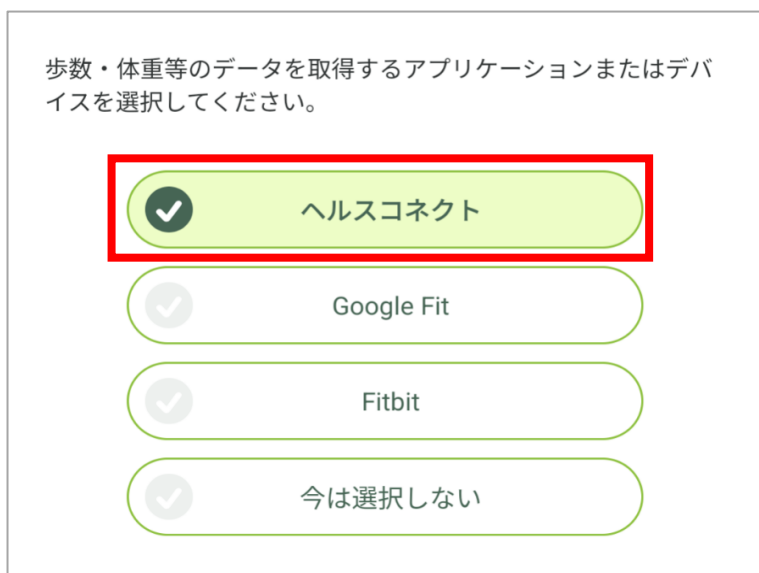 歩数・体重等のデータを取得するアプリケーションまたはデバ
イスを選択してください。
ヘルスコネクト
Google Fit
Fitbit
今は選択しない